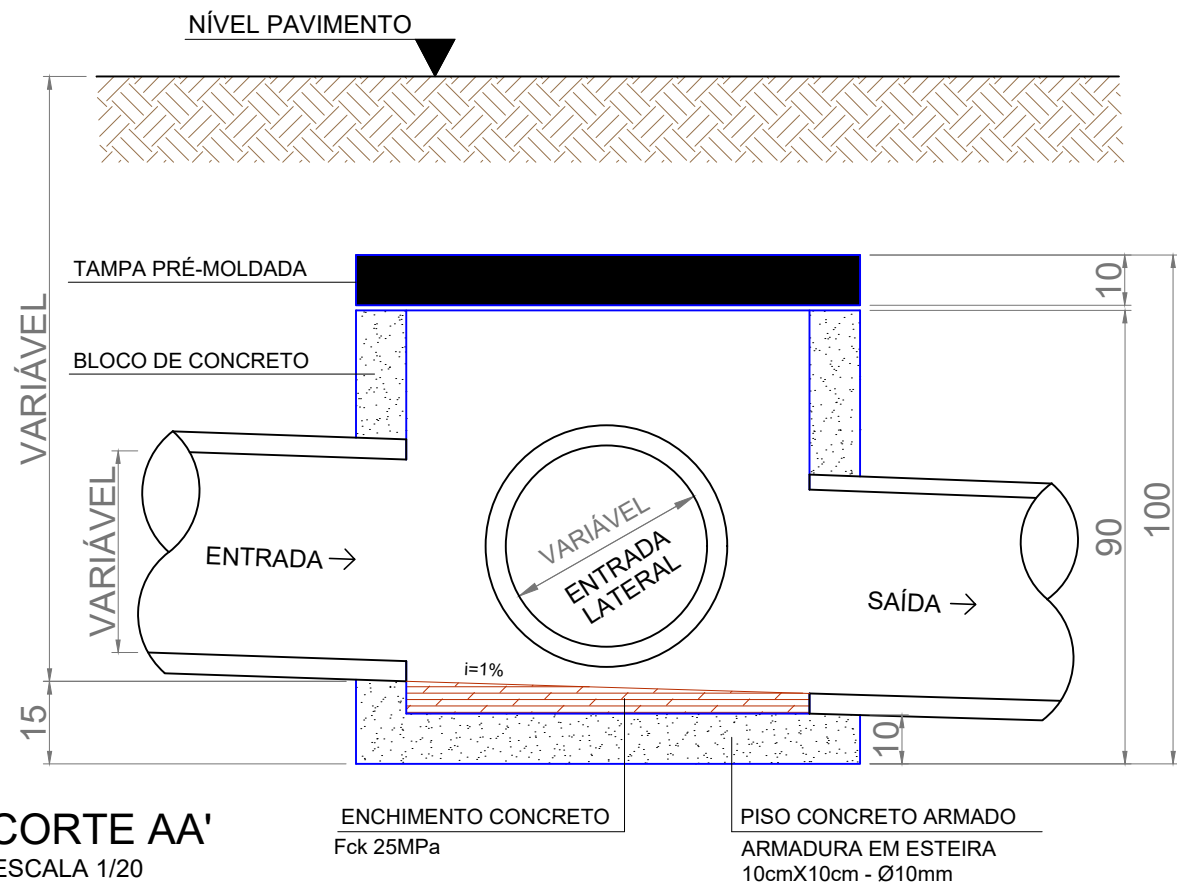 NÍVEL PAVIMENTO
TAMPA PRÉ-MOLDADA
10
VARIÁVEL
BLOCO DE CONCRETO
VARIÁVEL
ENTRADA →
VARIÁVEL
ENTRADA
LATERAL
SAÍDA →
90
100
i=1%
15
10
CORTE AA'
ESCALA 1/20
ENCHIMENTO CONCRETO
Fck 25MPa
PISO CONCRETO ARMADO
ARMADURA EM ESTEIRA
10cmX10cm - Ø10mm